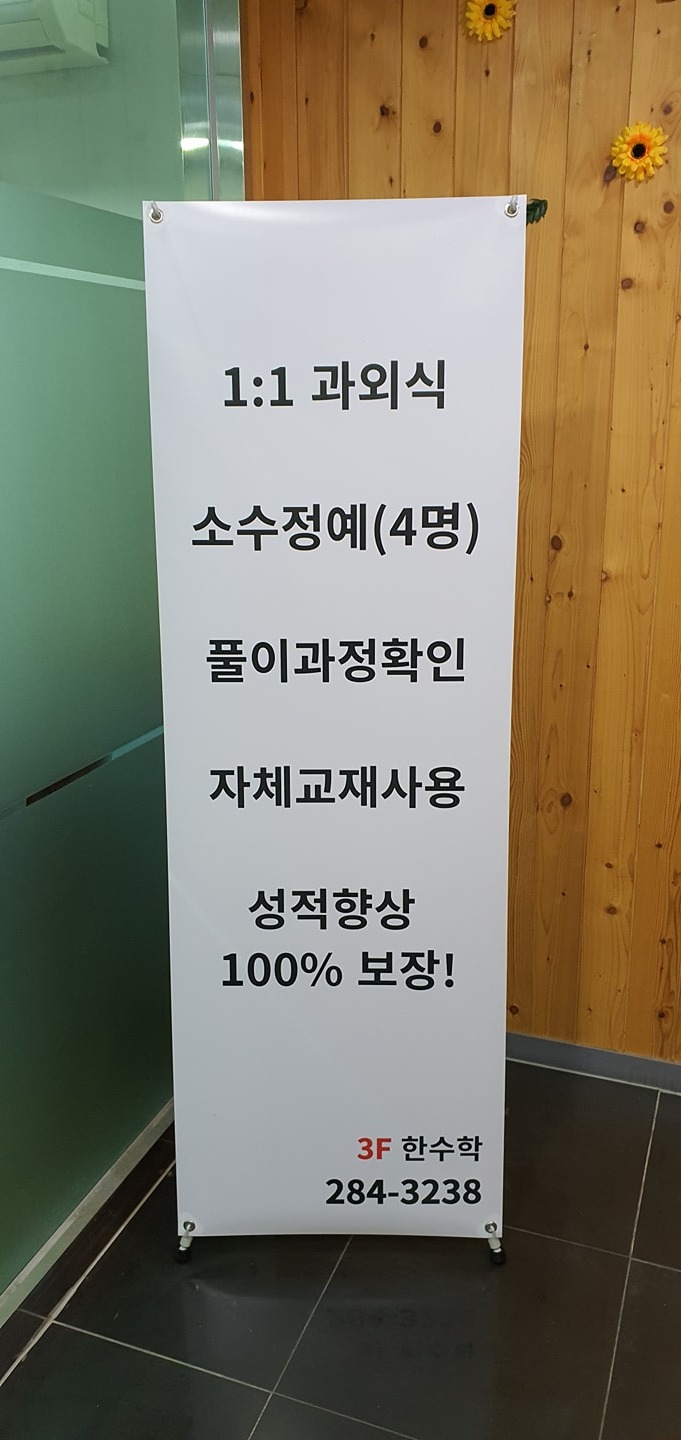 1:1 과외식
소수정예(4명)
풀이과정확인
자체교재사용
성적향상
100% 보장!
3F 한수학
284-3238